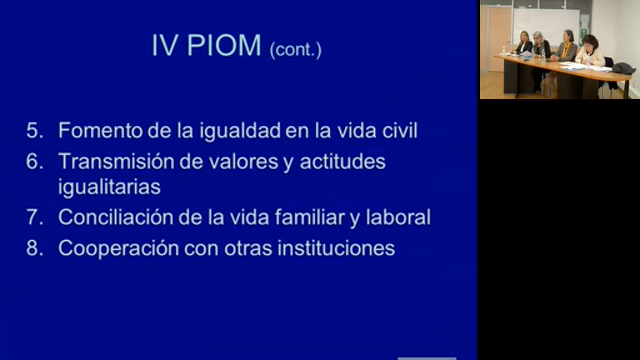 IV PIOM (cont.)
5. Fomento de la igualdad en la vida civil
6. Transmisión de valores y actitudes
igualitarias
7. Conciliación de la vida familiar y laboral
8. Cooperación con otras instituciones